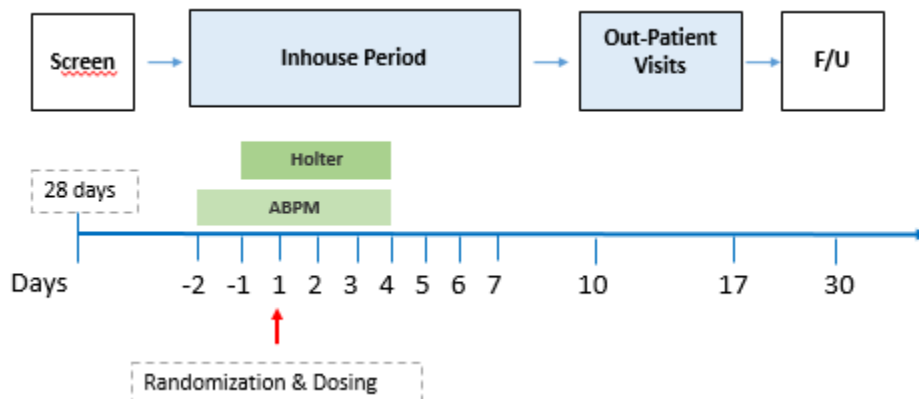 Screen
Inhouse Period
Out-Patient
Visits
F/U
Holter
28 days
ABPM
Days
-2 -1 1 2 3 4 5 6 7 10 17 30
Randomization & Dosing